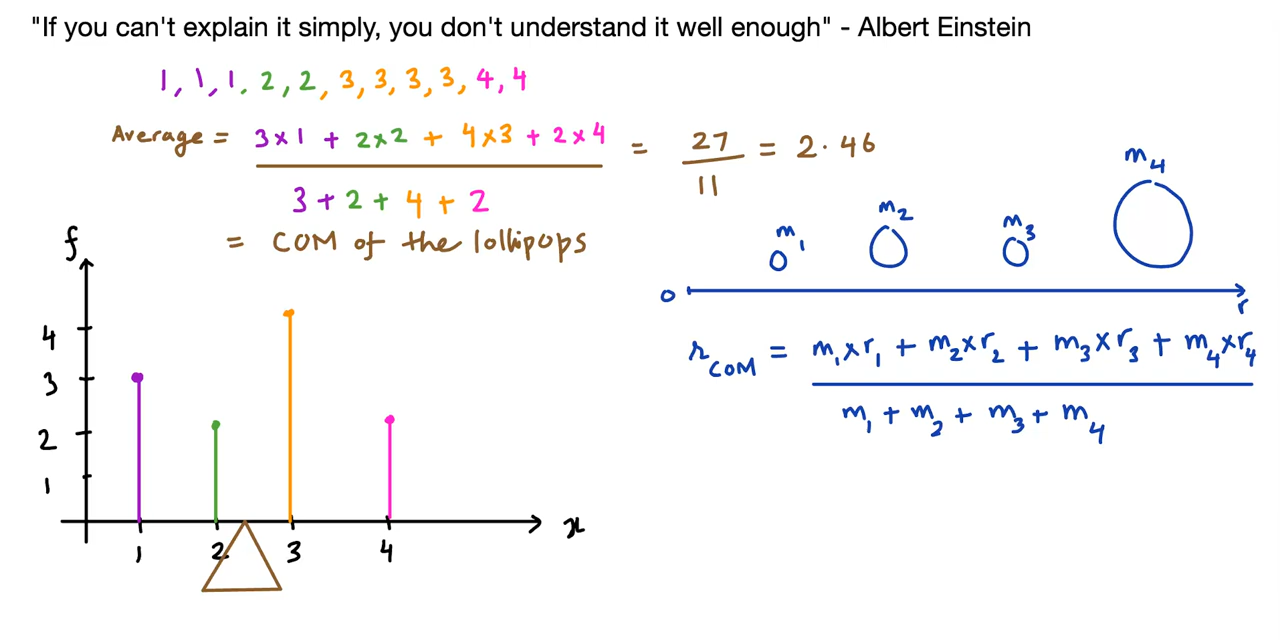 "If you can't explain it simply, you don't understand it well enough" - Albert Einstein
1, 1, 1, 2, 2, 3, 3, 3, 3, 4, 4
Average = 3×1 + 2×2 + 4×3 + 2×4 = 27 = 2.46
3 + 2 + 4 + 2 11
= COM of the lollipops
m1 m2 m3 m4
0 r
r COM = m1×r1 + m2×r2 + m3×r3 + m4×r4
m1 + m2 + m3 + m4
f
4
3
2
1
1 2 3 4 x